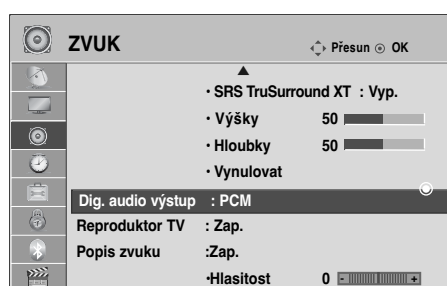 ZVUK Přesun OK
• SRS TruSurround XT : Vyp.
• Výšky 50
• Hloubky 50
• Vynulovat
Dig. audio výstup : PCM
Reproduktor TV : Zap.
Popis zvuku :Zap.
•Hlasitost 0 - +